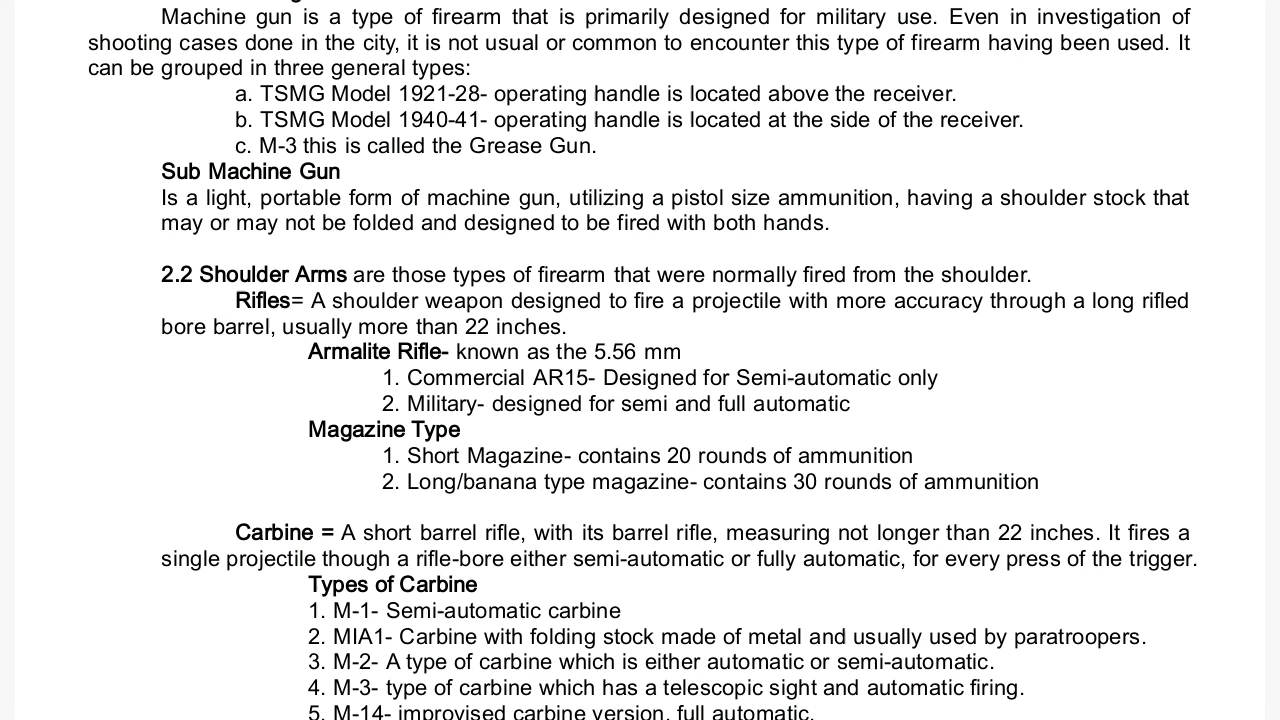 Machine gun is a type of firearm that is primarily designed for military use. Even in investigation of
shooting cases done in the city, it is not usual or common to encounter this type of firearm having been used. It
can be grouped in three general types:
a. TSMG Model 1921-28- operating handle is located above the receiver.
b. TSMG Model 1940-41- operating handle is located at the side of the receiver.
c. M-3 this is called the Grease Gun.
Sub Machine Gun
Is a light, portable form of machine gun, utilizing a pistol size ammunition, having a shoulder stock that
may or may not be folded and designed to be fired with both hands.
2.2 Shoulder Arms are those types of firearm that were normally fired from the shoulder.
Rifles= A shoulder weapon designed to fire a projectile with more accuracy through a long rifled
bore barrel, usually more than 22 inches.
Armalite Rifle- known as the 5.56 mm
1. Commercial AR15- Designed for Semi-automatic only
2. Military- designed for semi and full automatic
Magazine Type
1. Short Magazine- contains 20 rounds of ammunition
2. Long/banana type magazine- contains 30 rounds of ammunition
Carbine = A short barrel rifle, with its barrel rifle, measuring not longer than 22 inches. It fires a
single projectile though a rifle-bore either semi-automatic or fully automatic, for every press of the trigger.
Types of Carbine
1. M-1- Semi-automatic carbine
2. MIA1- Carbine with folding stock made of metal and usually used by paratroopers.
3. M-2- A type of carbine which is either automatic or semi-automatic.
4. M-3- type of carbine which has a telescopic sight and automatic firing.
5. M-14- improvised carbine version, full automatic.